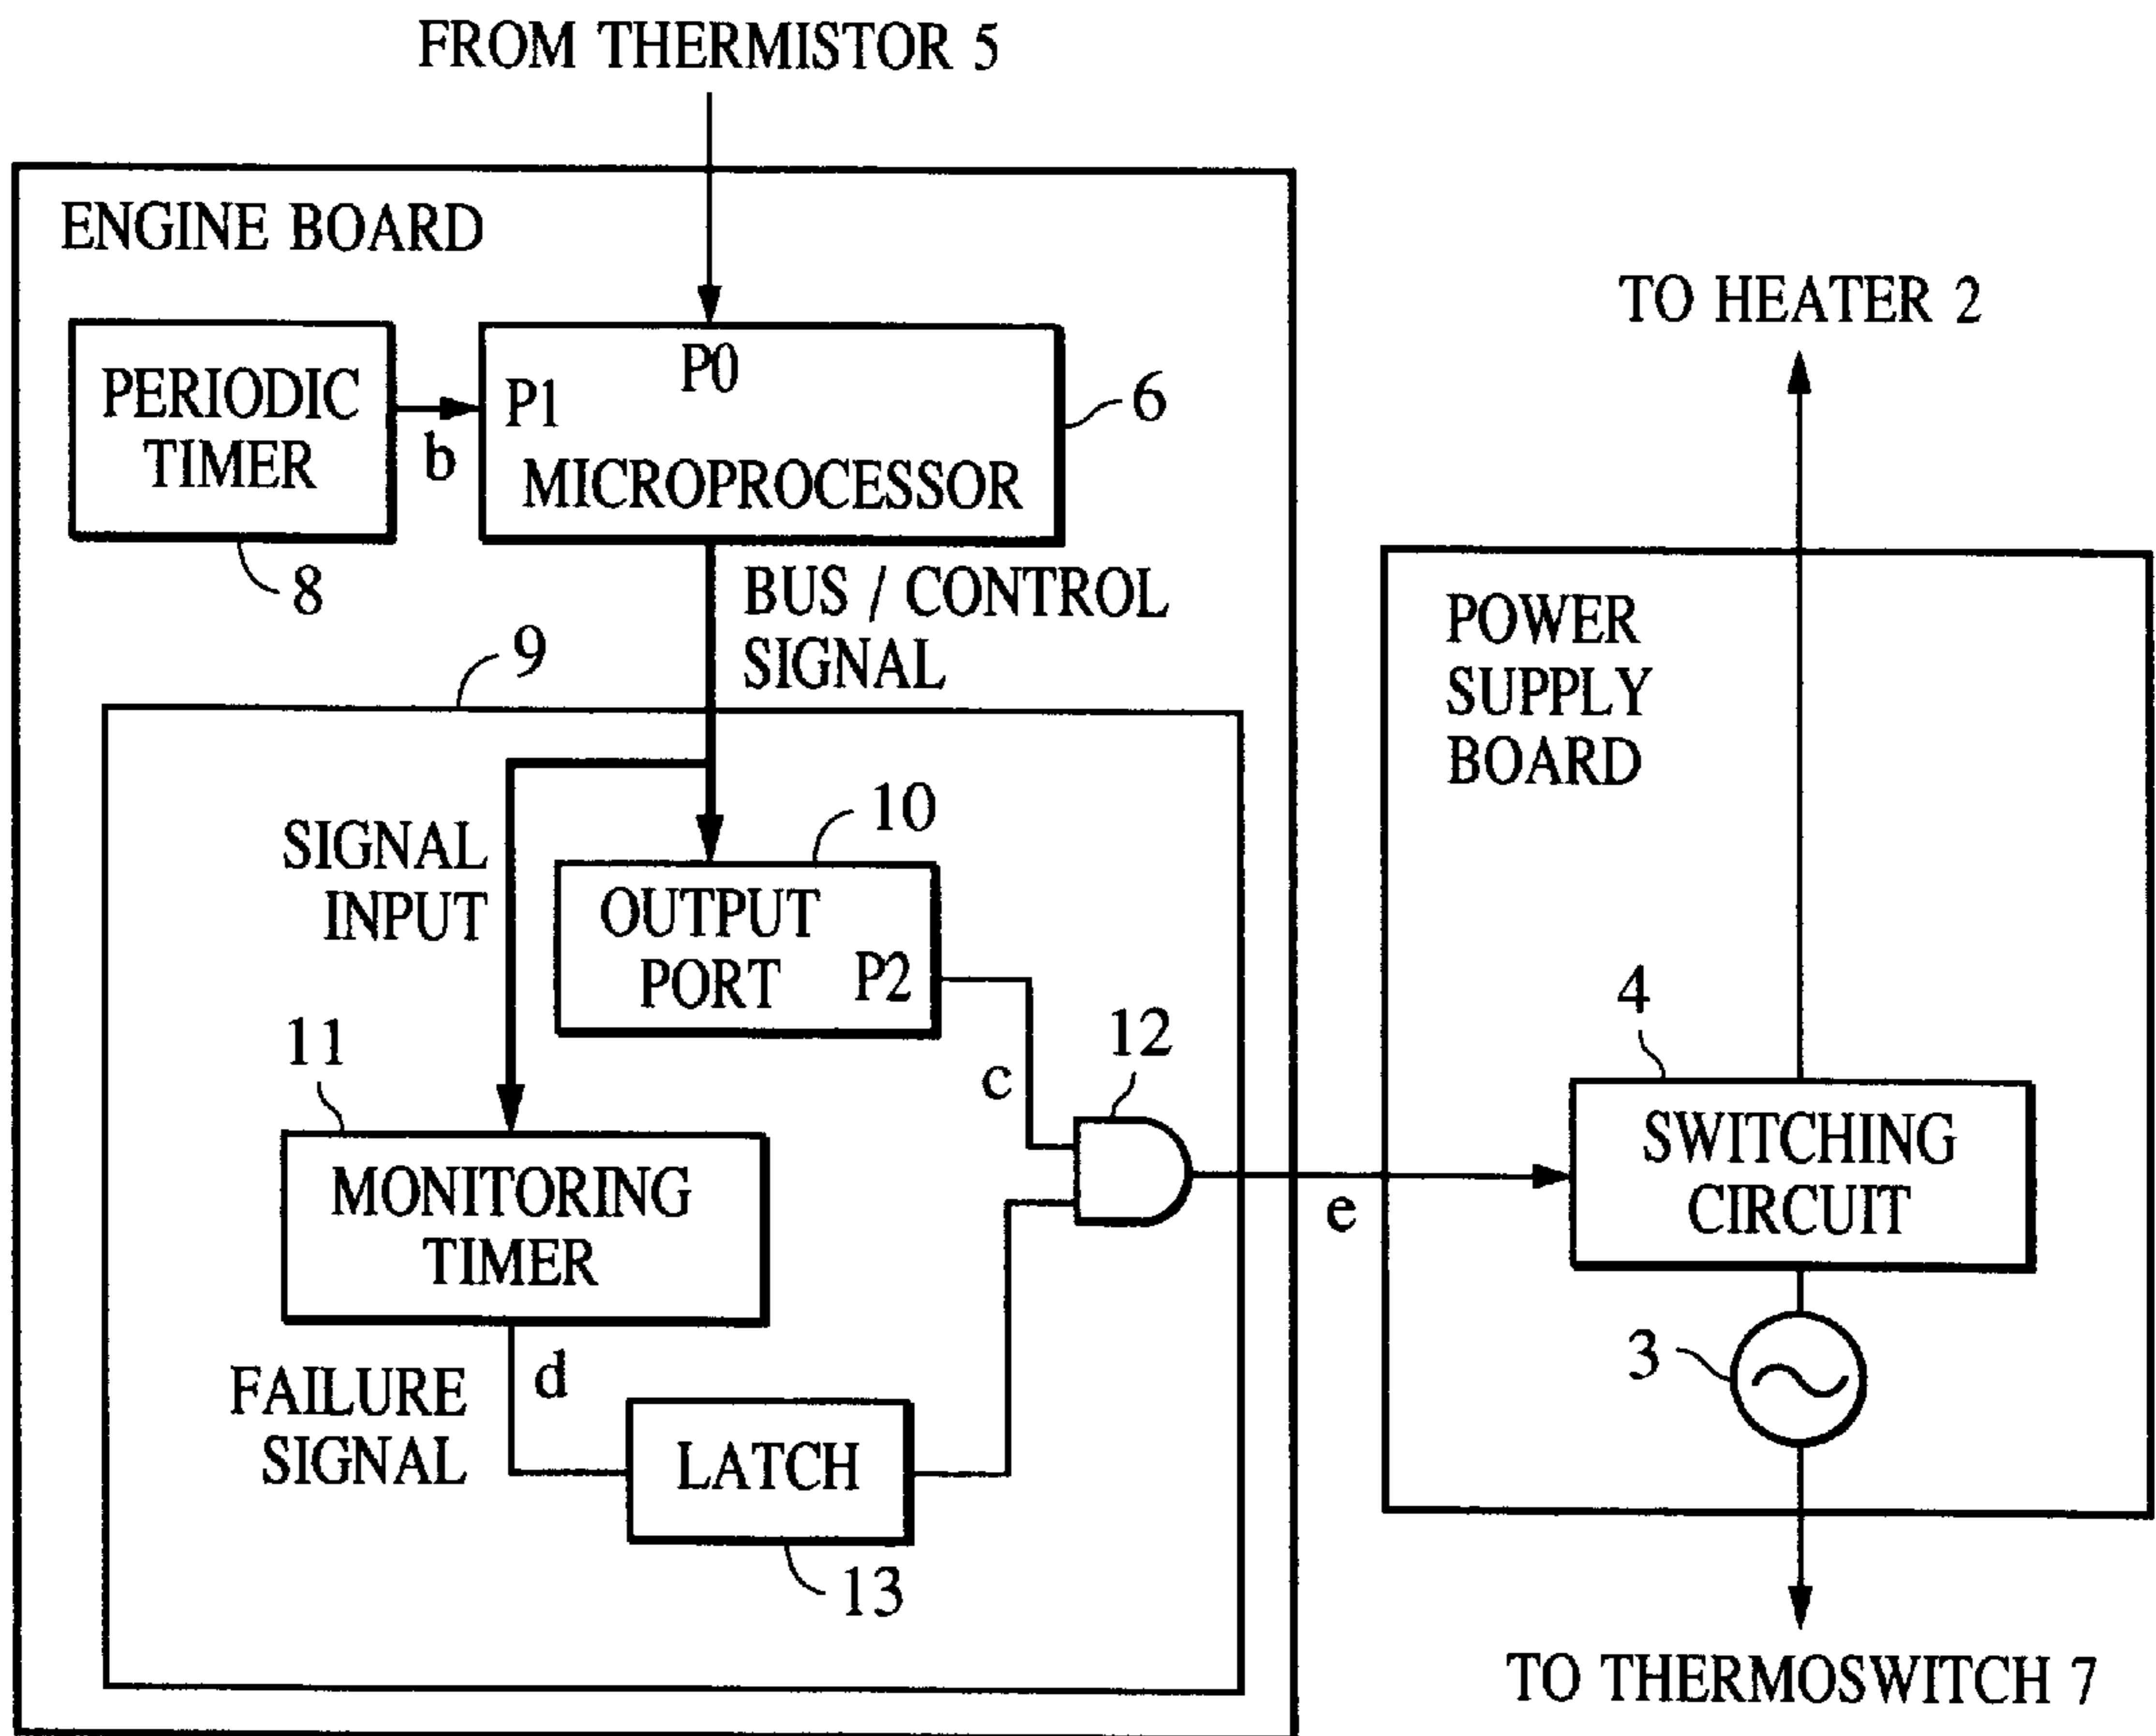 FROM THERMISTOR 5
ENGINE BOARD
PERIODIC
TIMER
8
b
P0
P1
MICROPROCESSOR
6
BUS / CONTROL
SIGNAL
9
SIGNAL
INPUT
10
OUTPUT
PORT
P2
11
MONITORING
TIMER
c
12
FAILURE
SIGNAL
d
LATCH
13
e
TO HEATER 2
POWER
SUPPLY
BOARD
4
SWITCHING
CIRCUIT
3
TO THERMOSWITCH 7